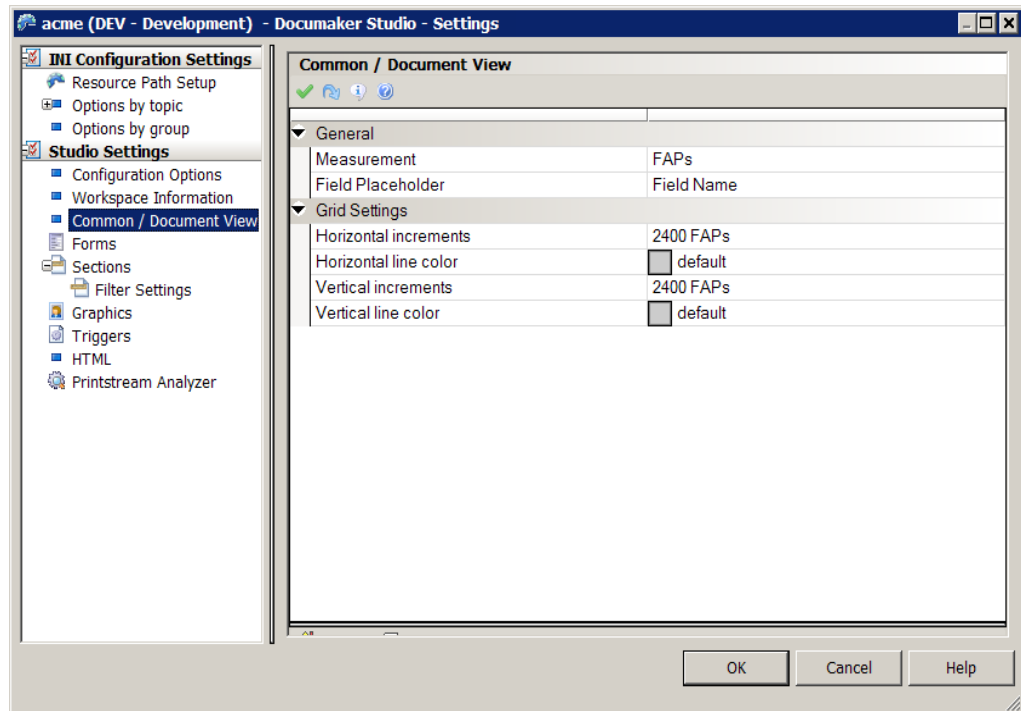 acme (DEV - Development) - Documaker Studio - Settings
INI Configuration Settings
Resource Path Setup
Options by topic
Options by group
Studio Settings
Configuration Options
Workspace Information
Common / Document View
Forms
Sections
Filter Settings
Graphics
Triggers
HTML
Printstream Analyzer
Common / Document View
General
Measurement FAPs
Field Placeholder Field Name
Grid Settings
Horizontal increments 2400 FAPs
Horizontal line color default
Vertical increments 2400 FAPs
Vertical line color default
OK Cancel Help